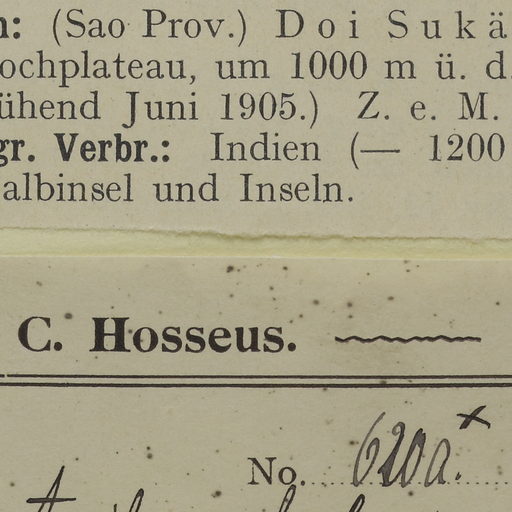 n: (Sao Prov.) Doi Sukä
ochplateau, um 1000 m ü. d.
ühend Juni 1905.) Z. e. M.
gr. Verbr.: Indien (— 1200
albinsel und Inseln.
C. Hosseus.
No. 620a.x